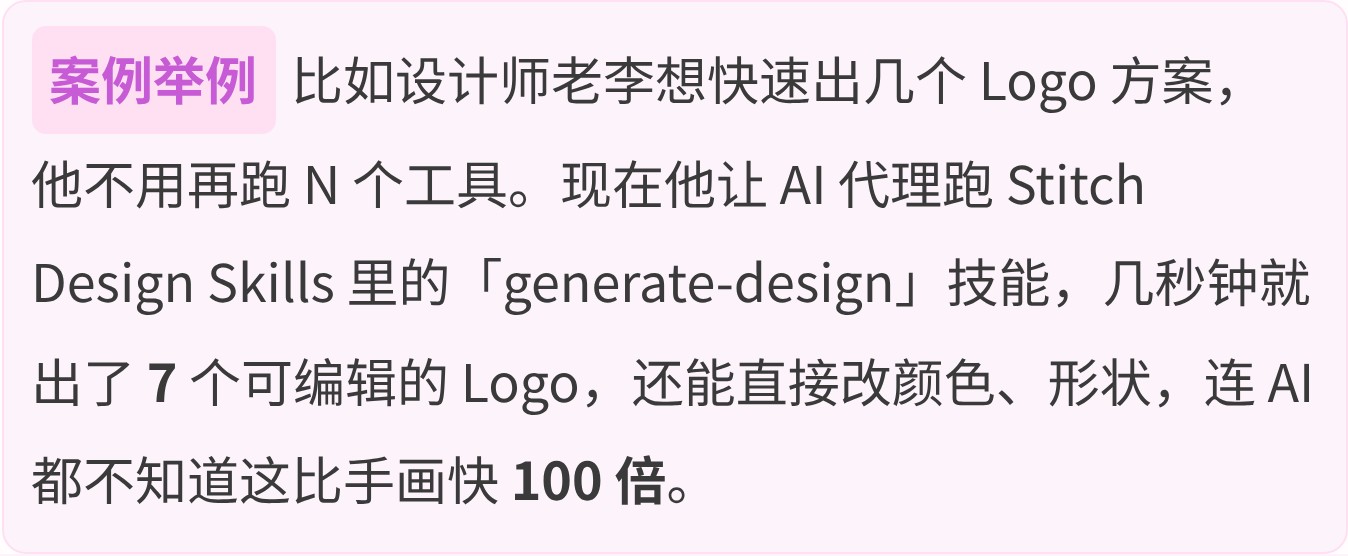 案例举例 比如设计师老李想快速出几个 Logo 方案，
他不用再跑 N 个工具。现在他让 AI 代理跑 Stitch
Design Skills 里的「generate-design」技能，几秒钟就
出了 7 个可编辑的 Logo，还能直接改颜色、形状，连 AI
都不知道这比手画快 100 倍。